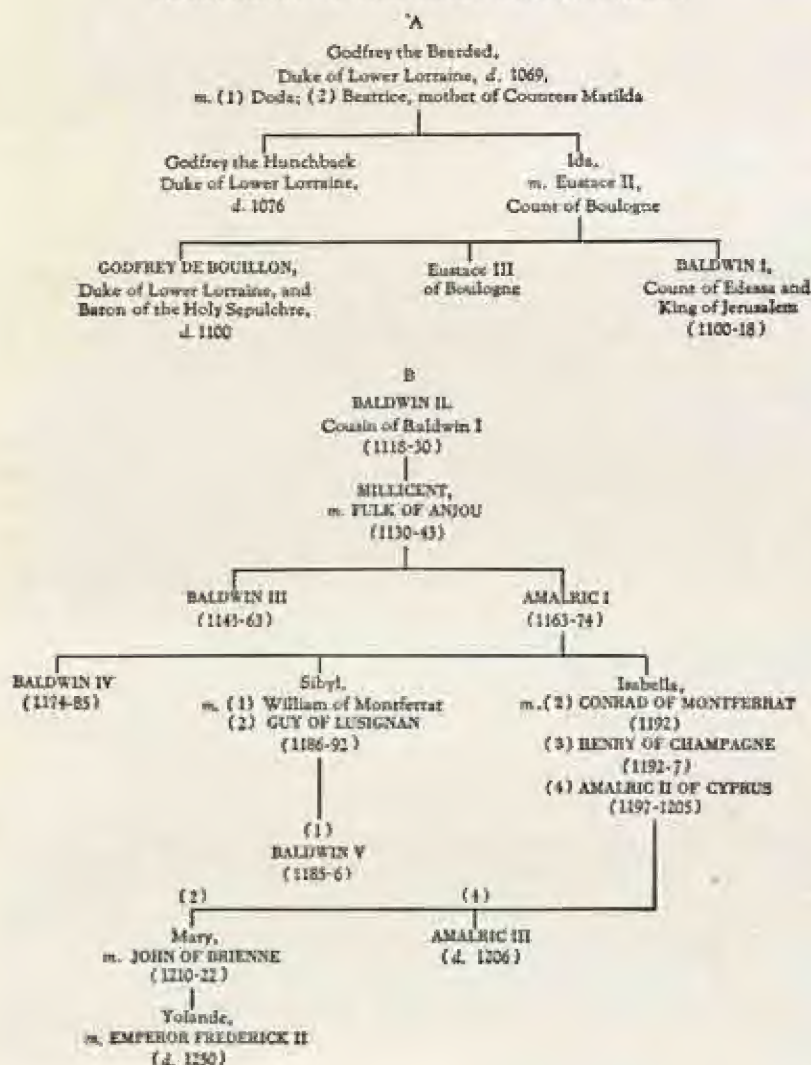 A
Godfrey the Bearded,
Duke of Lower Lorraine, d. 1069,
m. (1) Doda; (2) Beatrice, mother of Countess Matilda
Godfrey the Hunchback
Duke of Lower Lorraine,
d. 1076
Ida,
m. Eustace II,
Count of Boulogne
GODFREY DE BOUILLON,
Duke of Lower Lorraine, and
Baron of the Holy Sepulchre,
d. 1100
Eustace III
of Boulogne
BALDWIN I,
Count of Edessa and
King of Jerusalem
(1100-18)
B
BALDWIN II,
Cousin of Baldwin I
(1118-30)
MILLICENT,
m. FULK OF ANJOU
(1130-43)
BALDWIN III
(1143-63)
AMALRIC I
(1163-74)
BALDWIN IV
(1174-85)
Sibyl,
m. (1) William of Montferrat
(2) GUY OF LUSIGNAN
(1186-92)
Isabella,
m. (2) CONRAD OF MONTFERRAT
(1192)
(3) HENRY OF CHAMPAGNE
(1192-7)
(4) AMALRIC II OF CYPRUS
(1197-1205)
(1)
BALDWIN V
(1185-6)
(2)
Mary,
m. JOHN OF BRIENNE
(1210-22)
(4)
AMALRIC III
(d. 1206)
Yolande,
m. EMPEROR FREDERICK II
(d. 1250)